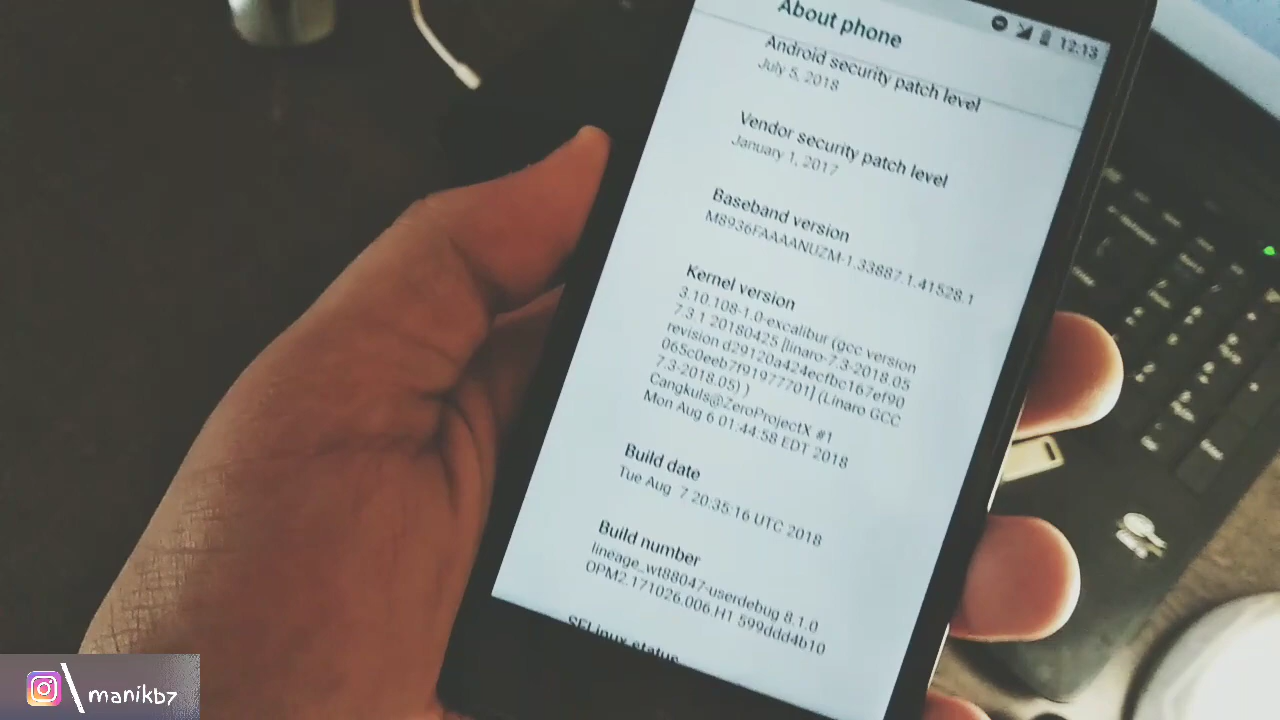 12:13
About phone
Android security patch level
July 5, 2018
Vendor security patch level
January 1, 2017
Baseband version
M8936FAAAANUZM-1.33887.1.41528.1
Kernel version
3.10.108-1.0-excalibur (gcc version
7.3.1 20180425 [linaro-7.3-2018.05
revision d29120a424ecfbc167ef90
065c0eeb7f91977701] (Linaro GCC
7.3-2018.05) )
Cangkuls@ZeroProjectX #1
Mon Aug 6 01:44:58 EDT 2018
Build date
Tue Aug 7 20:35:16 UTC 2018
Build number
lineage_wt88047-userdebug 8.1.0
OPM2.171026.006.H1 599ddd4b10
SELinux status
manikb7